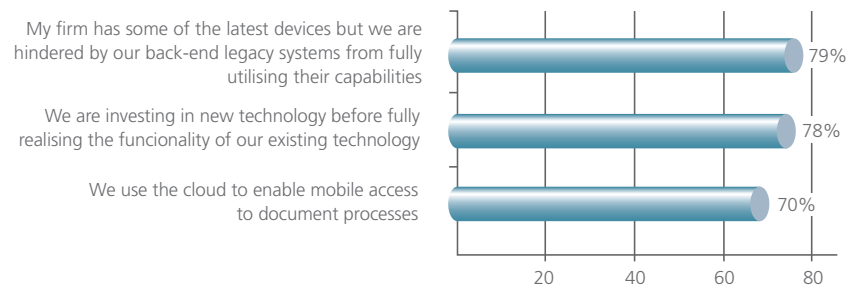 My firm has some of the latest devices but we are
hindered by our back-end legacy systems from fully
utilising their capabilities
79%
We are investing in new technology before fully
realising the funcionality of our existing technology
78%
We use the cloud to enable mobile access
to document processes
70%
20 40 60 80